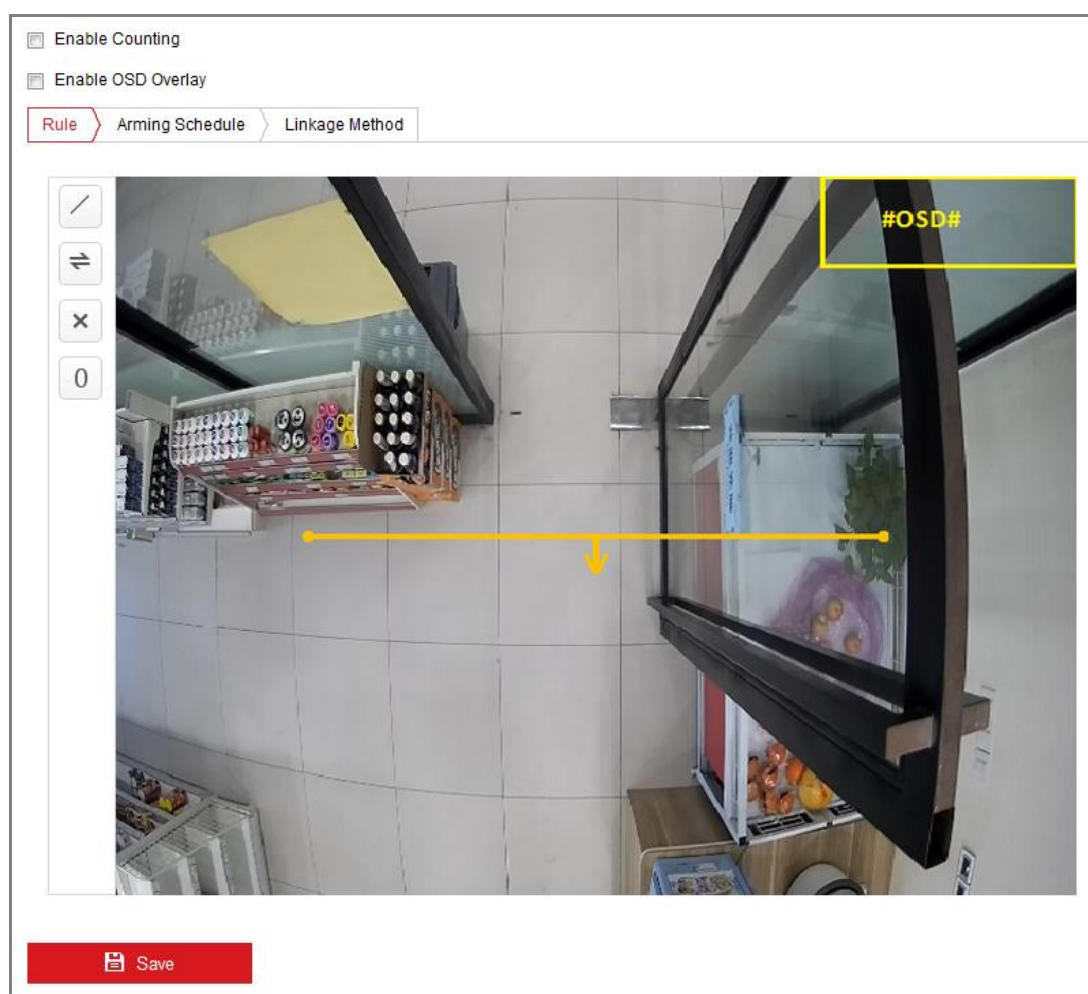 Enable Counting
Enable OSD Overlay
Rule Arming Schedule Linkage Method
#OSD#
0
Save